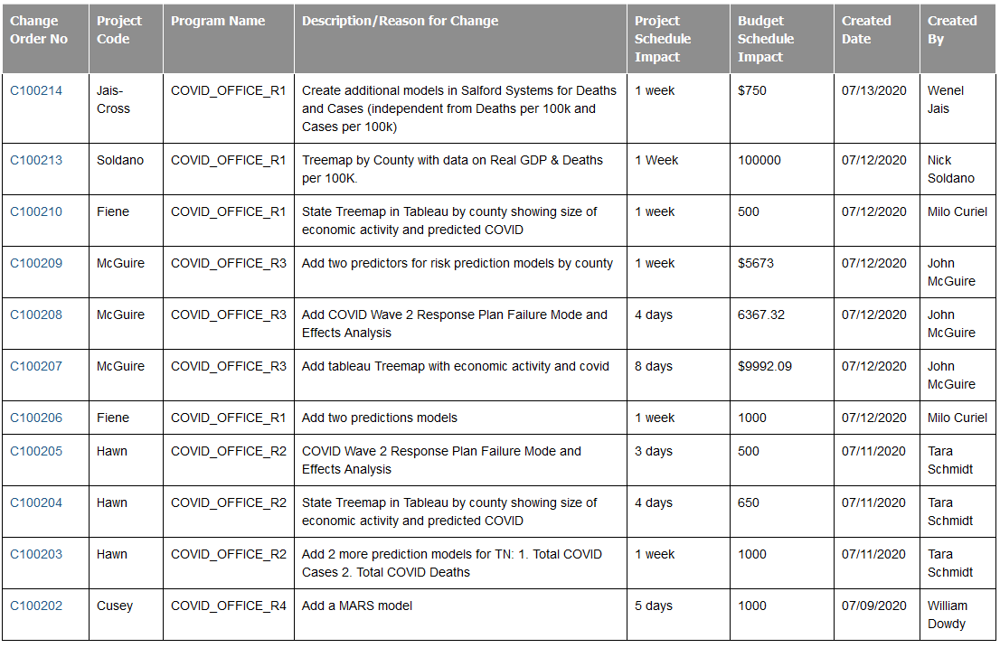 Change Order No Project Code Program Name Description/Reason for Change Project Schedule Impact Budget Schedule Impact Created Date Created By
C100214 Jais-Cross COVID_OFFICE_R1 Create additional models in Salford Systems for Deaths and Cases (independent from Deaths per 100k and Cases per 100k) 1 week $750 07/13/2020 Wenel Jais
C100213 Soldano COVID_OFFICE_R1 Treemap by County with data on Real GDP & Deaths per 100K. 1 Week 100000 07/12/2020 Nick Soldano
C100210 Fiene COVID_OFFICE_R1 State Treemap in Tableau by county showing size of economic activity and predicted COVID 1 week 500 07/12/2020 Milo Curiel
C100209 McGuire COVID_OFFICE_R3 Add two predictors for risk prediction models by county 1 week $5673 07/12/2020 John McGuire
C100208 McGuire COVID_OFFICE_R3 Add COVID Wave 2 Response Plan Failure Mode and Effects Analysis 4 days 6367.32 07/12/2020 John McGuire
C100207 McGuire COVID_OFFICE_R3 Add tableau Treemap with economic activity and covid 8 days $9992.09 07/12/2020 John McGuire
C100206 Fiene COVID_OFFICE_R1 Add two predictions models 1 week 1000 07/12/2020 Milo Curiel
C100205 Hawn COVID_OFFICE_R2 COVID Wave 2 Response Plan Failure Mode and Effects Analysis 3 days 500 07/11/2020 Tara Schmidt
C100204 Hawn COVID_OFFICE_R2 State Treemap in Tableau by county showing size of economic activity and predicted COVID 4 days 650 07/11/2020 Tara Schmidt
C100203 Hawn COVID_OFFICE_R2 Add 2 more prediction models for TN: 1. Total COVID Cases 2. Total COVID Deaths 1 week 1000 07/11/2020 Tara Schmidt
C100202 Cusey COVID_OFFICE_R4 Add a MARS model 5 days 1000 07/09/2020 William Dowdy